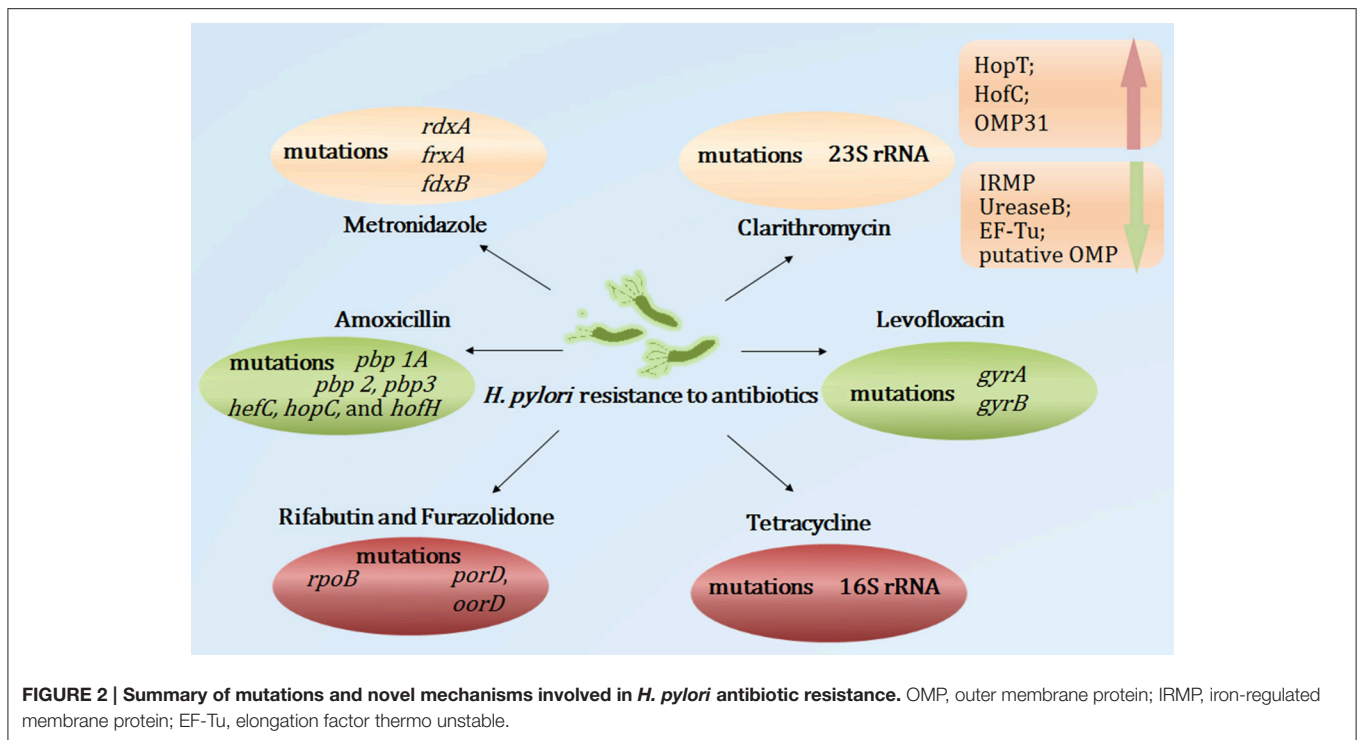 HopT;
HofC;
OMP31
rdxA
mutations frxA
fdxB
Metronidazole
mutations 23S rRNA
Clarithromycin
IRMP
UreaseB;
EF-Tu;
putative OMP
Amoxicillin
mutations pbp 1A
pbp 2, pbp3
hefC, hopC, and hofH
Levofloxacin
gyrA
mutations
gyrB
H. pylori resistance to antibiotics
Rifabutin and Furazolidone
mutations
rpoB porD,
oorD
Tetracycline
mutations 16S rRNA
FIGURE 2 | Summary of mutations and novel mechanisms involved in H. pylori antibiotic resistance. OMP, outer membrane protein; IRMP, iron-regulated
membrane protein; EF-Tu, elongation factor thermo unstable.